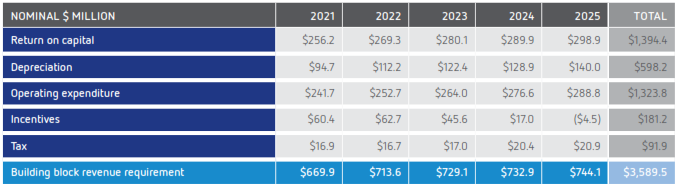 NOMINAL $ MILLION 2021 2022 2023 2024 2025 TOTAL
Return on capital $256.2 $269.3 $280.1 $289.9 $298.9 $1,394.4
Depreciation $94.7 $112.2 $122.4 $128.9 $140.0 $598.2
Operating expenditure $241.7 $252.7 $264.0 $276.6 $288.8 $1,323.8
Incentives $60.4 $62.7 $45.6 $17.0 ($4.5) $181.2
Tax $16.9 $16.7 $17.0 $20.4 $20.9 $91.9
Building block revenue requirement $669.9 $713.6 $729.1 $732.9 $744.1 $3,589.5